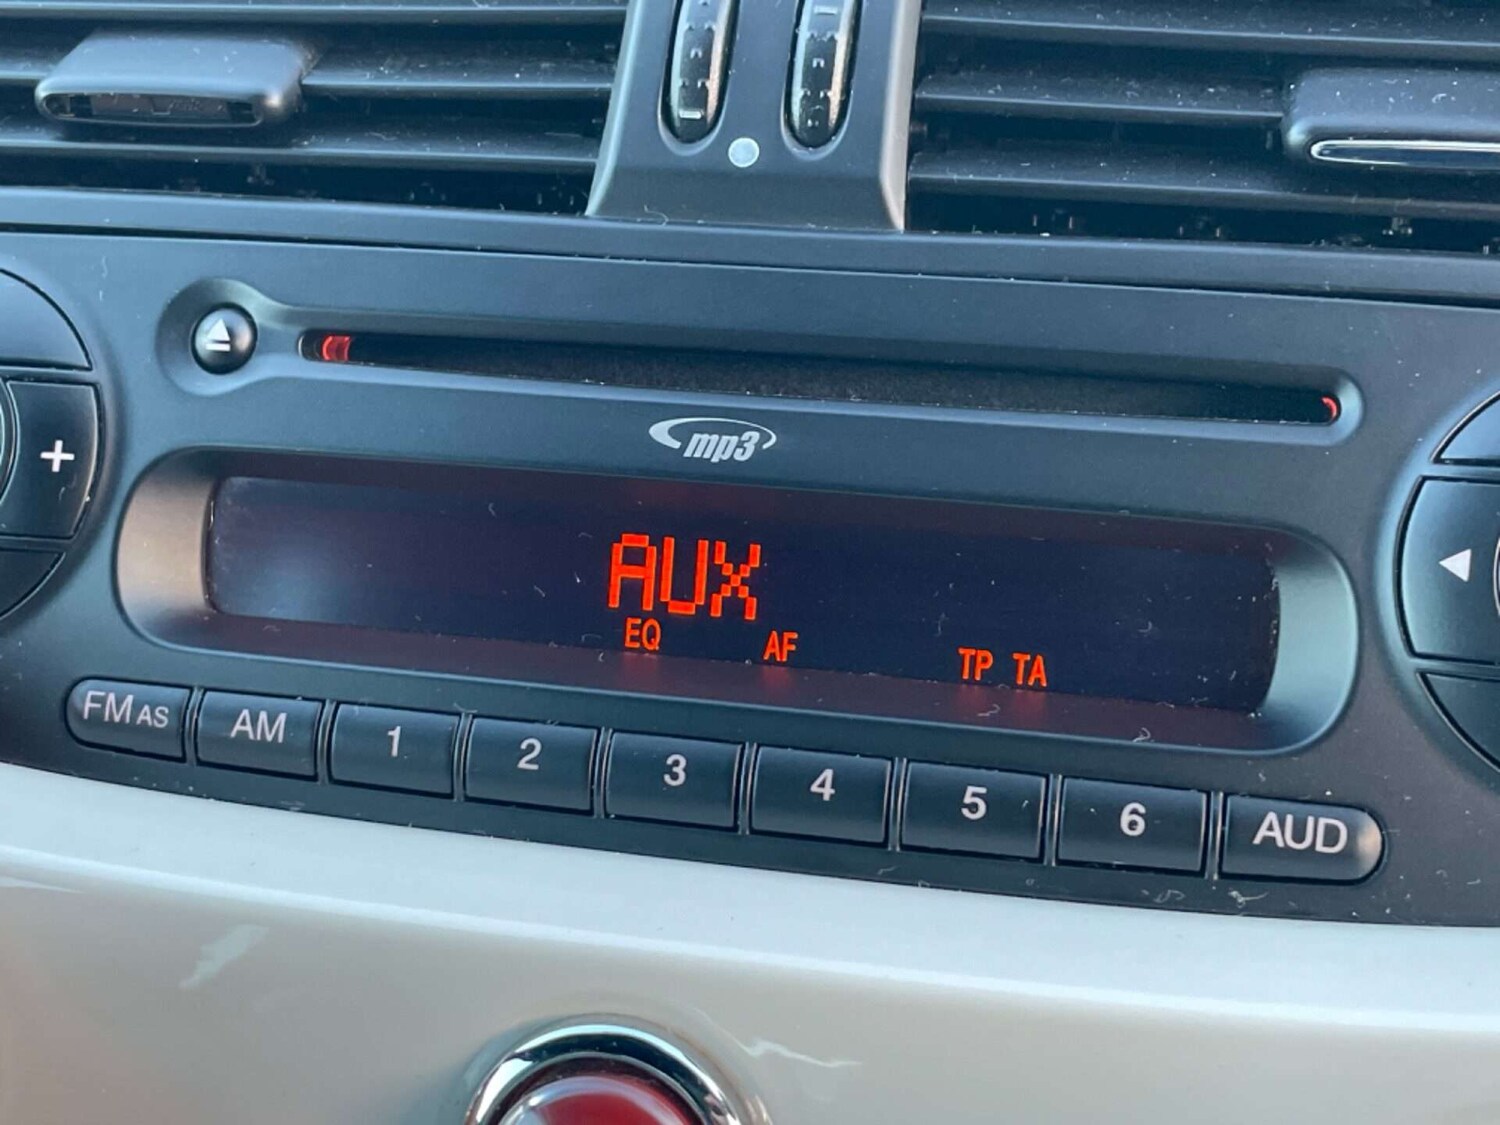 +
mp3
AUX
EQ AF TP TA
FM AS AM 1 2 3 4 5 6 AUD